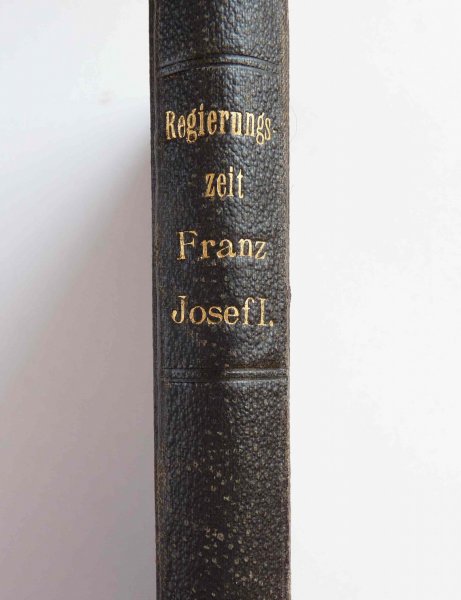 Regierungs
zeit
Franz
Josef I.